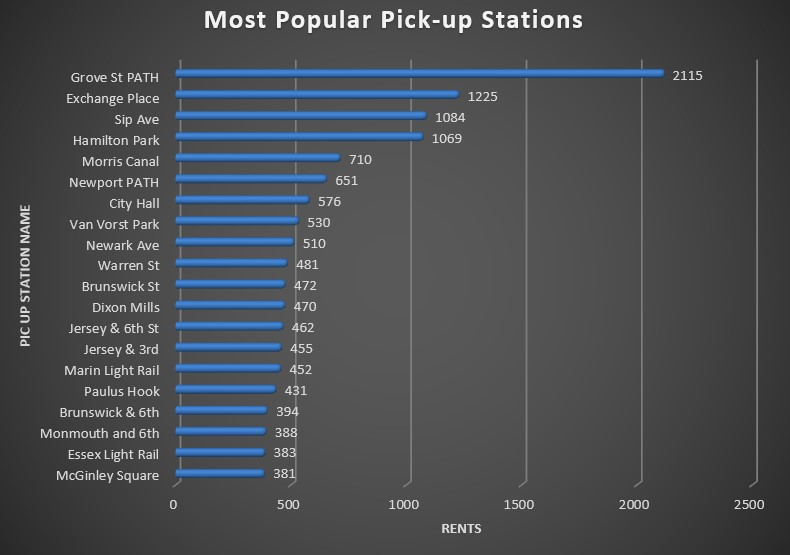 Most Popular Pick-up Stations
PIC UP STATION NAME
Grove St PATH 2115
Exchange Place 1225
Sip Ave 1084
Hamilton Park 1069
Morris Canal 710
Newport PATH 651
City Hall 576
Van Vorst Park 530
Newark Ave 510
Warren St 481
Brunswick St 472
Dixon Mills 470
Jersey & 6th St 462
Jersey & 3rd 455
Marin Light Rail 452
Paulus Hook 431
Brunswick & 6th 394
Monmouth and 6th 388
Essex Light Rail 383
McGinley Square 381
0 500 1000 1500 2000 2500
RENTS